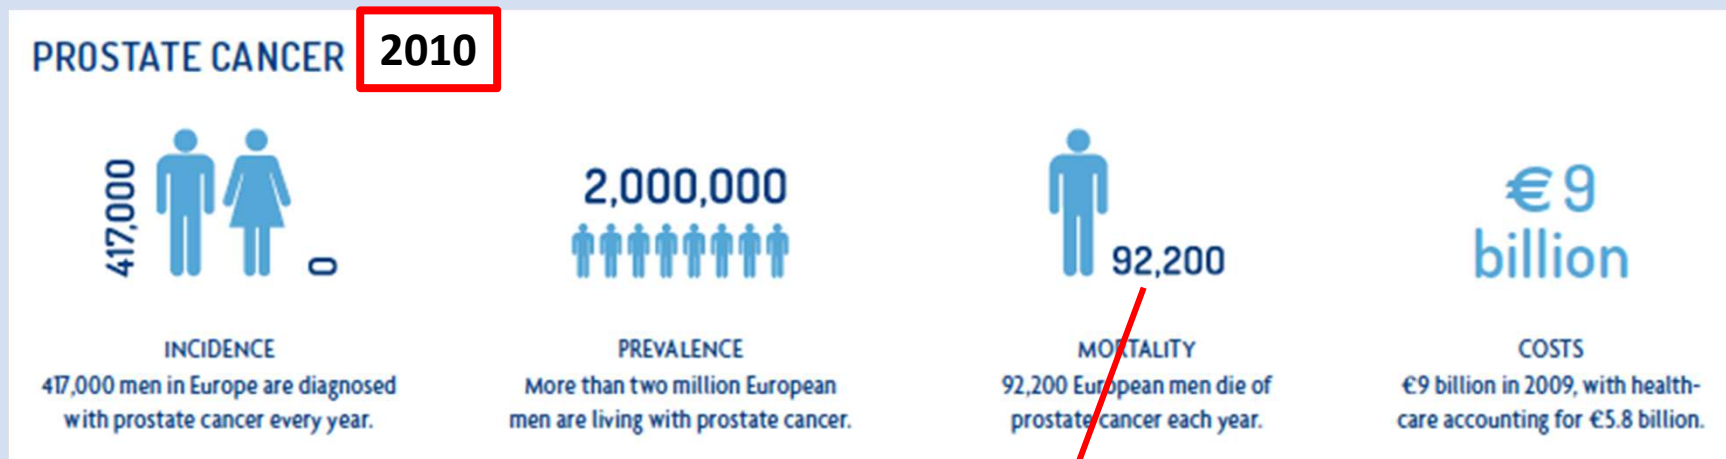 PROSTATE CANCER 2010
417,000
0
INCIDENCE
417,000 men in Europe are diagnosed
with prostate cancer every year.
2,000,000
PREVALENCE
More than two million European
men are living with prostate cancer.
92,200
MORTALITY
92,200 European men die of
prostate cancer each year.
€9
billion
COSTS
€9 billion in 2009, with health-
care accounting for €5.8 billion.